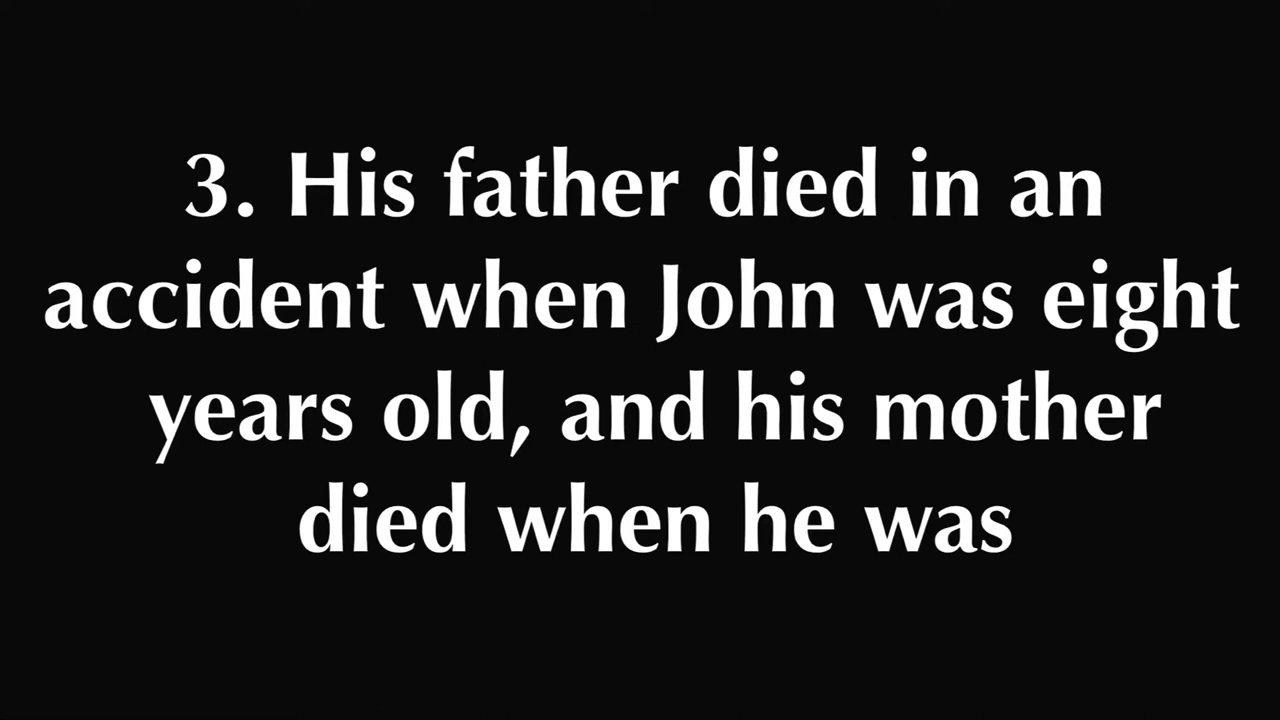 3. His father died in an
accident when John was eight
years old, and his mother
died when he was